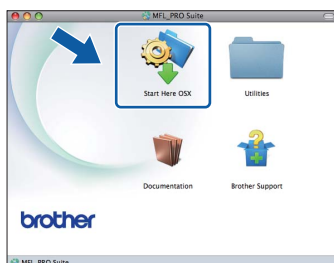 MFL_PRO Suite
Start Here OSX
Utilities
Documentation
Brother Support
brother
MFL_PRO Suite